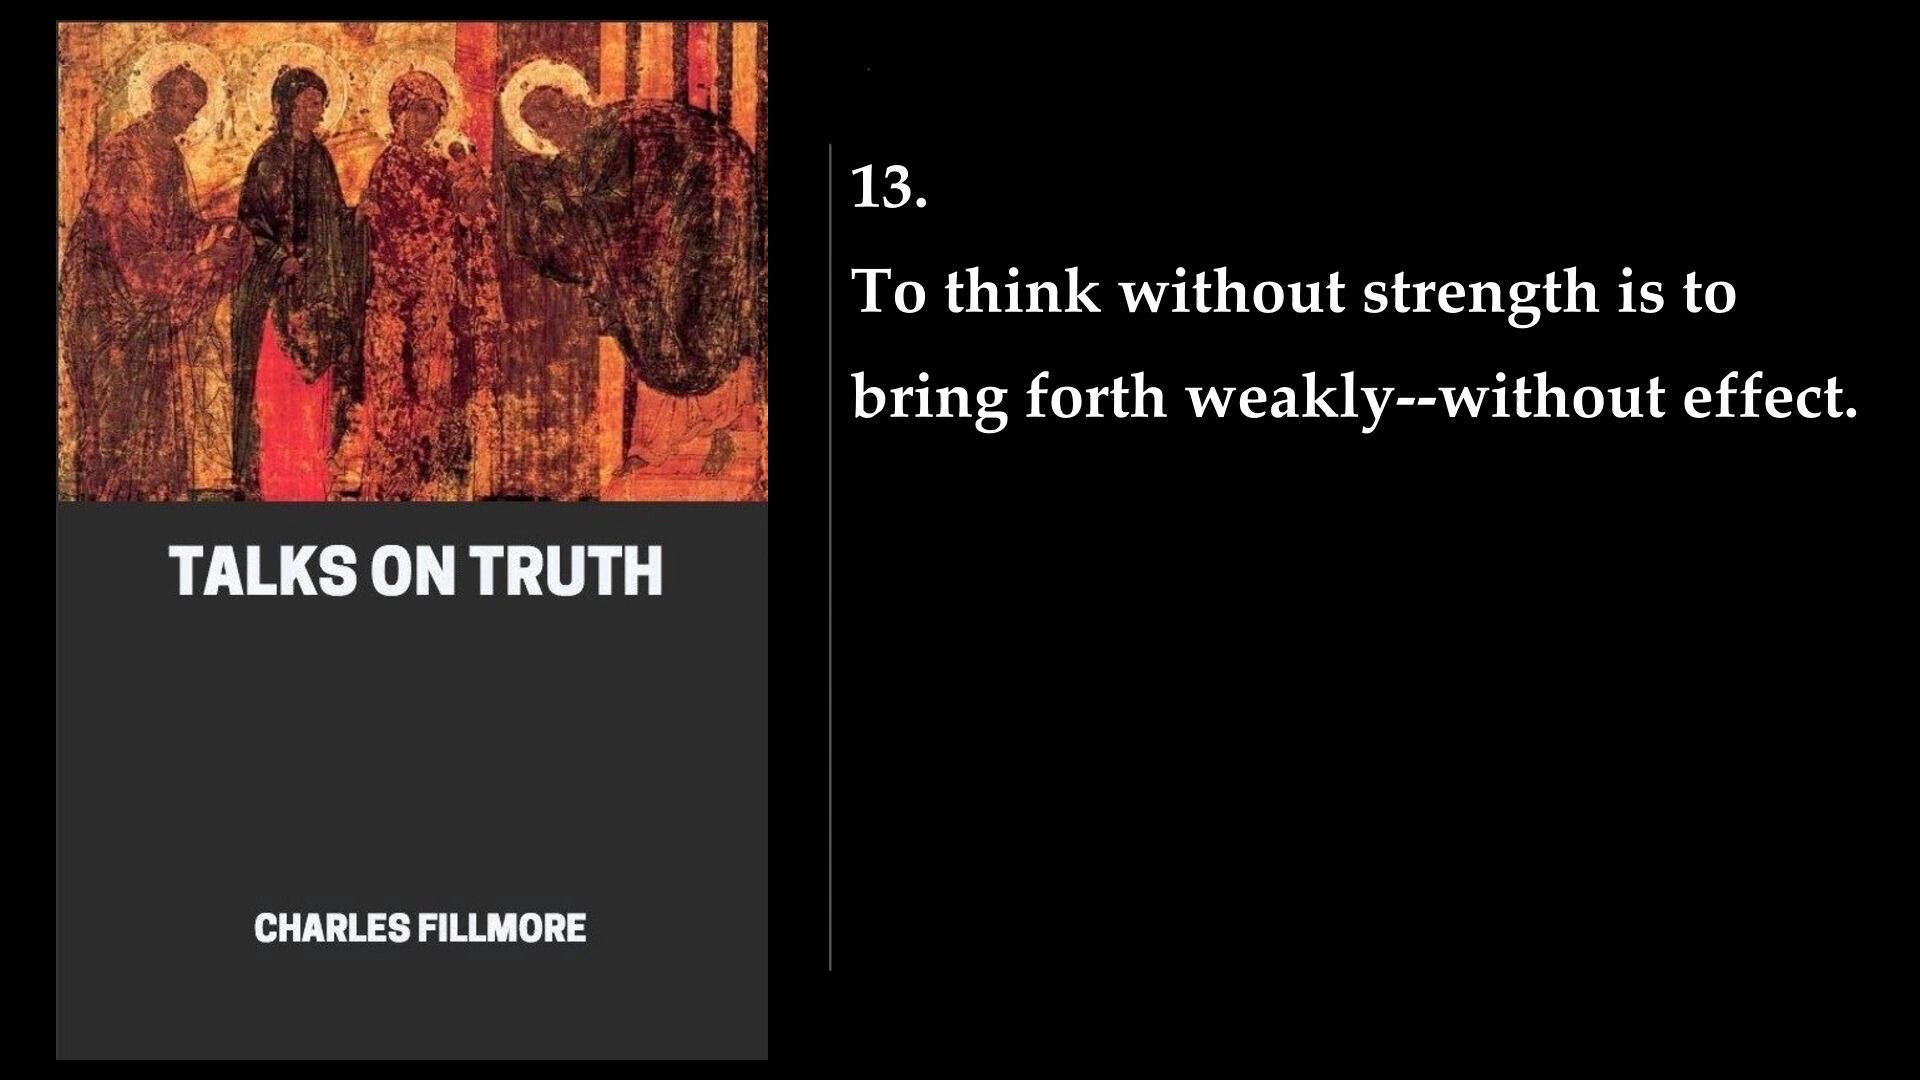 TALKS ON TRUTH
CHARLES FILLMORE
13.
To think without strength is to
bring forth weakly--without effect.